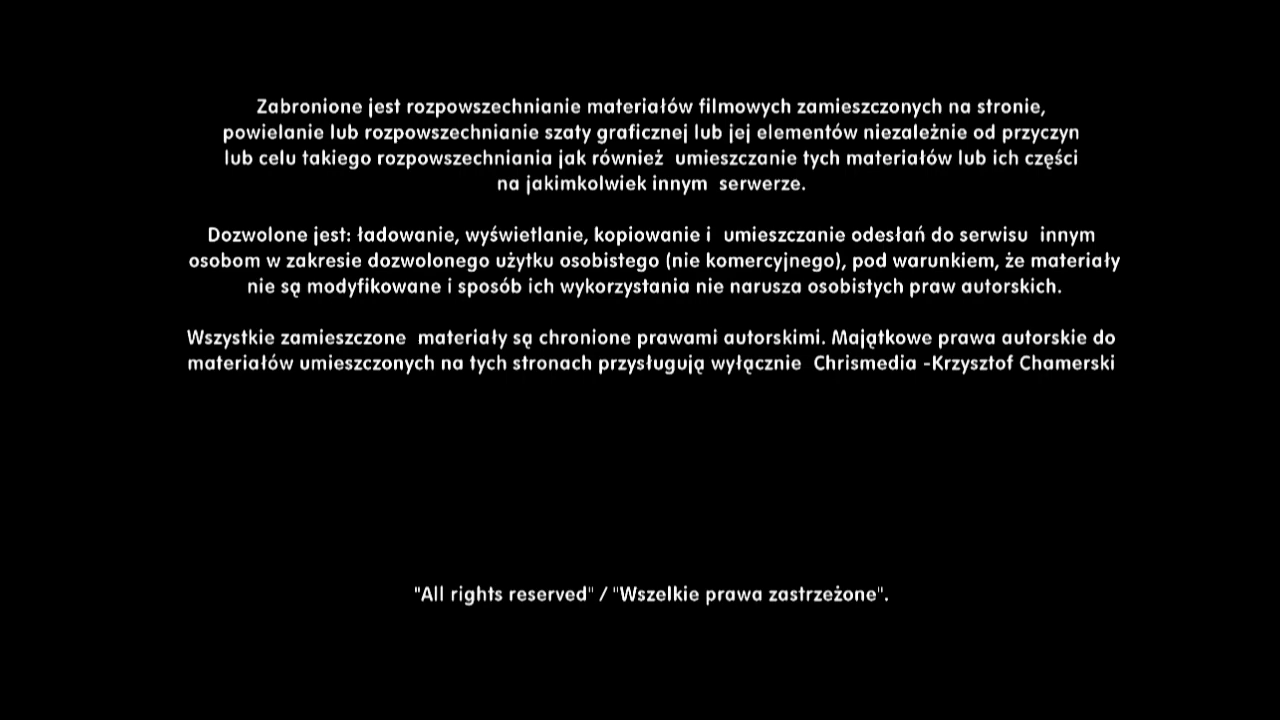 Zabronione jest rozpowszechnianie materiałów filmowych zamieszczonych na stronie,
powielanie lub rozpowszechnianie szaty graficznej lub jej elementów niezależnie od przyczyn
lub celu takiego rozpowszechniania jak również  umieszczanie tych materiałów lub ich części
na jakimkolwiek innym  serwerze.
Dozwolone jest: ładowanie, wyświetlanie, kopiowanie i  umieszczanie odesłań do serwisu  innym
osobom w zakresie dozwolonego użytku osobistego (nie komercyjnego), pod warunkiem, że materiały
nie są modyfikowane i sposób ich wykorzystania nie narusza osobistych praw autorskich.
Wszystkie zamieszczone  materiały są chronione prawami autorskimi. Majątkowe prawa autorskie do
materiałów umieszczonych na tych stronach przysługują wyłącznie  Chrismedia -Krzysztof Chamerski
"All rights reserved" / "Wszelkie prawa zastrzeżone".